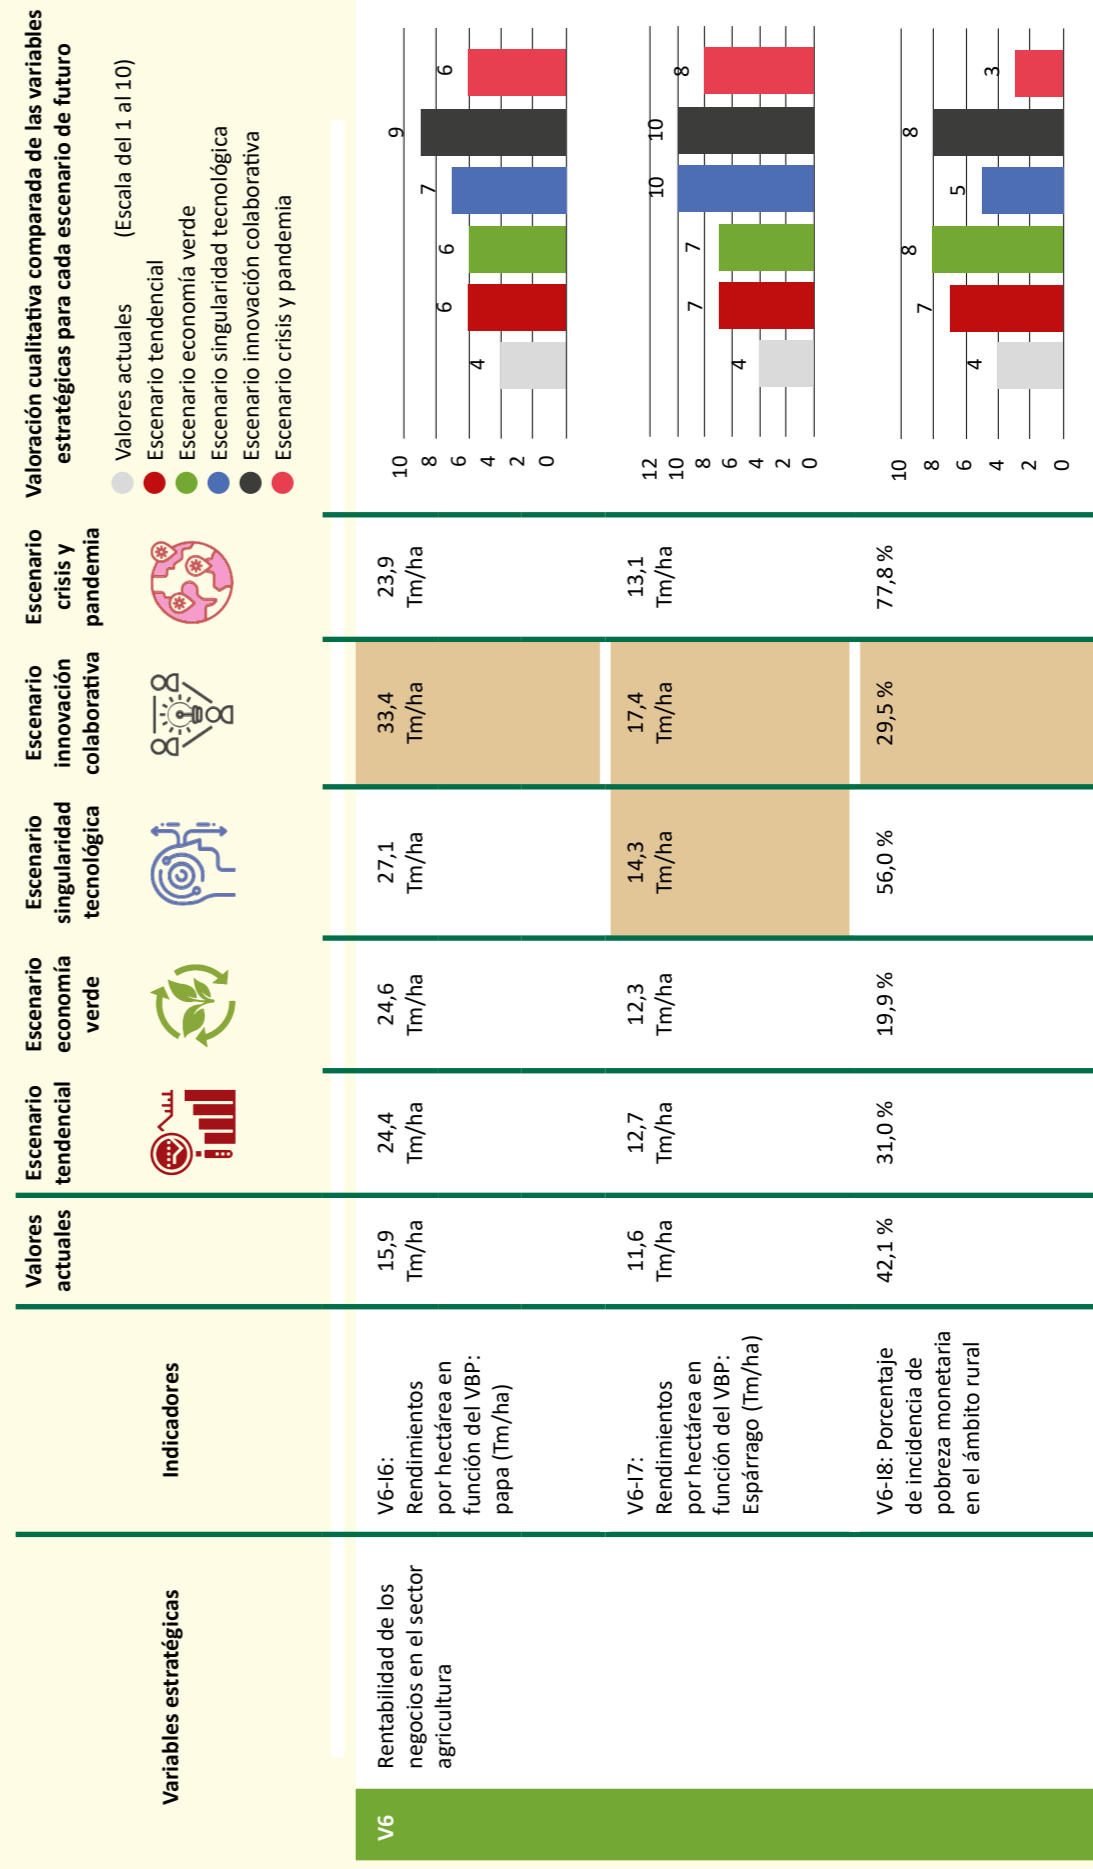 Variables estratégicas
Indicadores
Valores
actuales
Escenario
tendencial
Escenario
economía
verde
Escenario
singularidad
tecnológica
Escenario
innovación
colaborativa
Escenario
crisis y
pandemia
Valoración cualitativa comparada de las variables
estratégicas para cada escenario de futuro
Valores actuales (Escala del 1 al 10)
Escenario tendencial
Escenario economía verde
Escenario singularidad tecnológica
Escenario innovación colaborativa
Escenario crisis y pandemia
V6
Rentabilidad de los
negocios en el sector
agricultura
V6-I6:
Rendimientos
por hectárea en
función del VBP:
papa (Tm/ha)
15,9
Tm/ha
24,4
Tm/ha
24,6
Tm/ha
27,1
Tm/ha
33,4
Tm/ha
23,9
Tm/ha
10
8
6
4
2
0
4
6
6
7
9
6
V6-I7:
Rendimientos
por hectárea en
función del VBP:
Espárrago (Tm/ha)
11,6
Tm/ha
12,7
Tm/ha
12,3
Tm/ha
14,3
Tm/ha
17,4
Tm/ha
13,1
Tm/ha
12
10
8
6
4
2
0
4
7
7
10
10
8
V6-I8: Porcentaje
de incidencia de
pobreza monetaria
en el ámbito rural
42,1 %
31,0 %
19,9 %
56,0 %
29,5 %
77,8 %
10
8
6
4
2
0
4
7
8
5
8
3